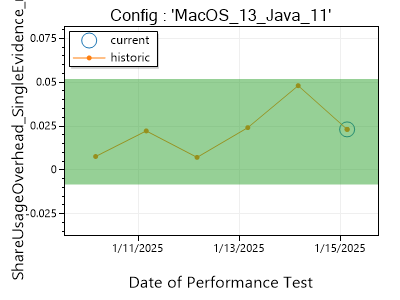 Config : 'MacOS_13_Java_11'
current
historic
0.075
0.05
0.025
0
-0.025
1/11/2025
1/13/2025
1/15/2025
Date of Performance Test
ShareUsageOverhead_SingleEvidence_